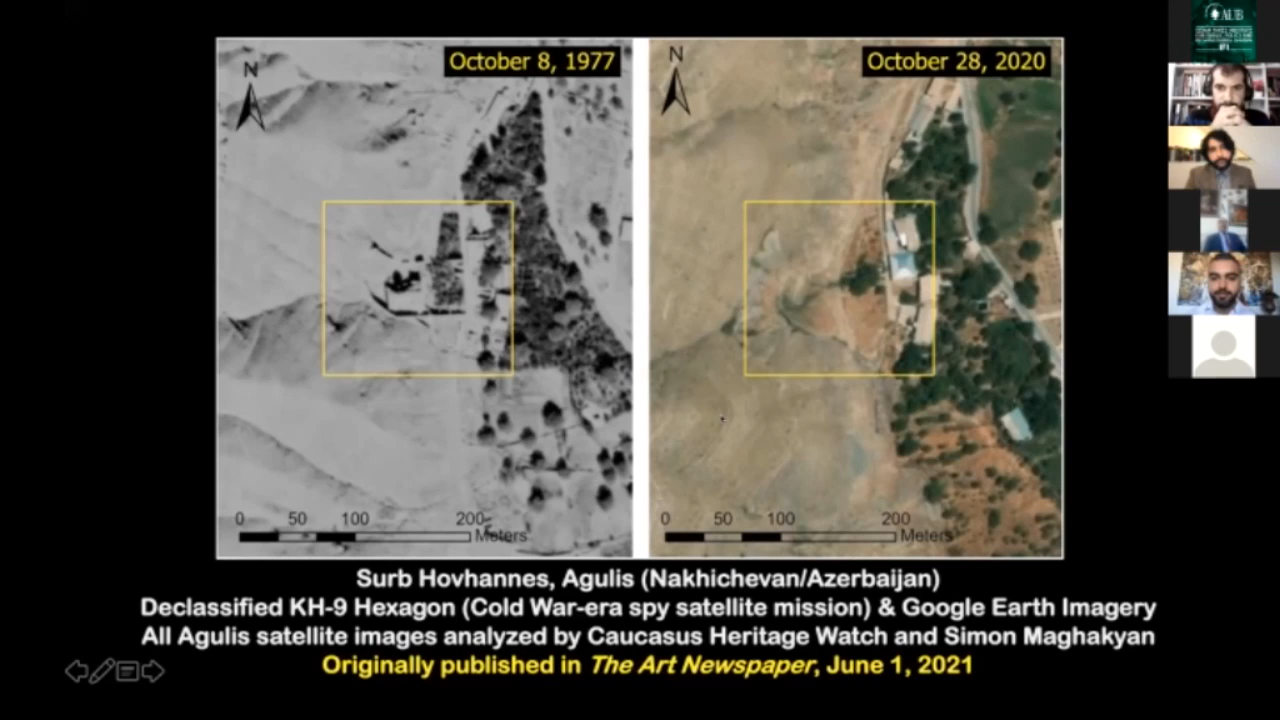 October 8, 1977
October 28, 2020
N
N
0 50 100 200
Meters
0 50 100 200
Meters
Surb Hovhannes, Agulis (Nakhichevan/Azerbaijan)
Declassified KH-9 Hexagon (Cold War-era spy satellite mission) & Google Earth Imagery
All Agulis satellite images analyzed by Caucasus Heritage Watch and Simon Maghakyan
Originally published in The Art Newspaper, June 1, 2021
AUB